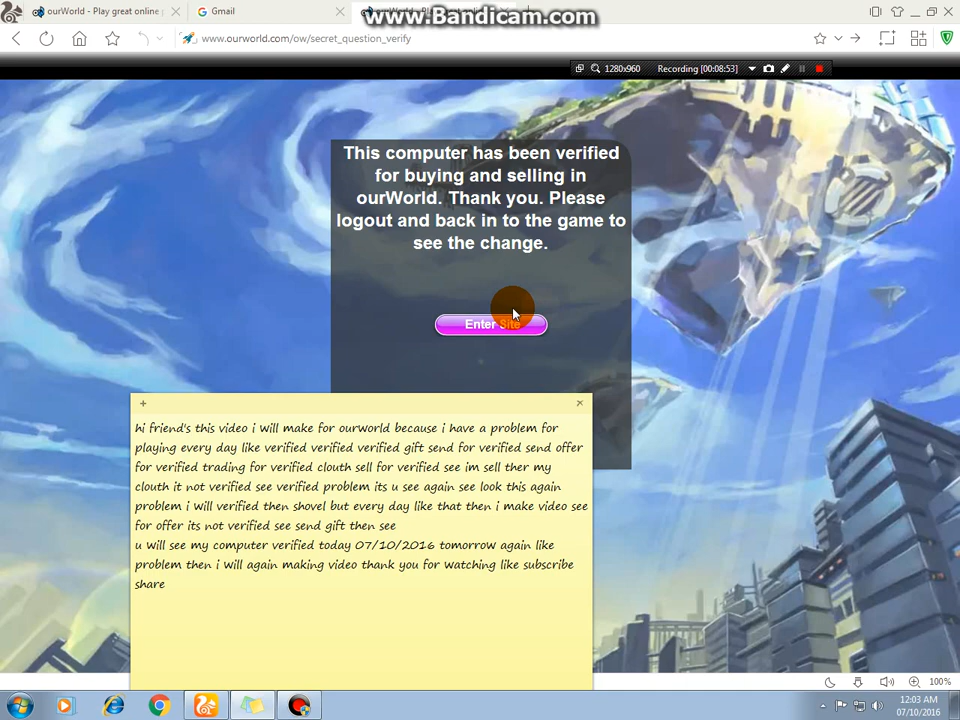 www.Bandicam.com
ourWorld - Play great online
Gmail
ourWorld - Play great online
www.ourworld.com/ow/secret_question_verify
1280x960
Recording [00:08:53]
This computer has been verified
for buying and selling in
ourWorld. Thank you. Please
logout and back in to the game to
see the change.
Enter Site
hi friend's this video i will make for ourworld because i have a problem for
playing every day like verified verified verified gift send for verified send offer
for verified trading for verified clouth sell for verified see im sell ther my
clouth it not verified see verified problem its u see again see look this again
problem i will verified then shovel but every day like that then i make video see
for offer its not verified see send gift then see
u will see my computer verified today 07/10/2016 tomorrow again like
problem then i will again making video thank you for watching like subscribe
share
100%
12:03 AM
07/10/2016